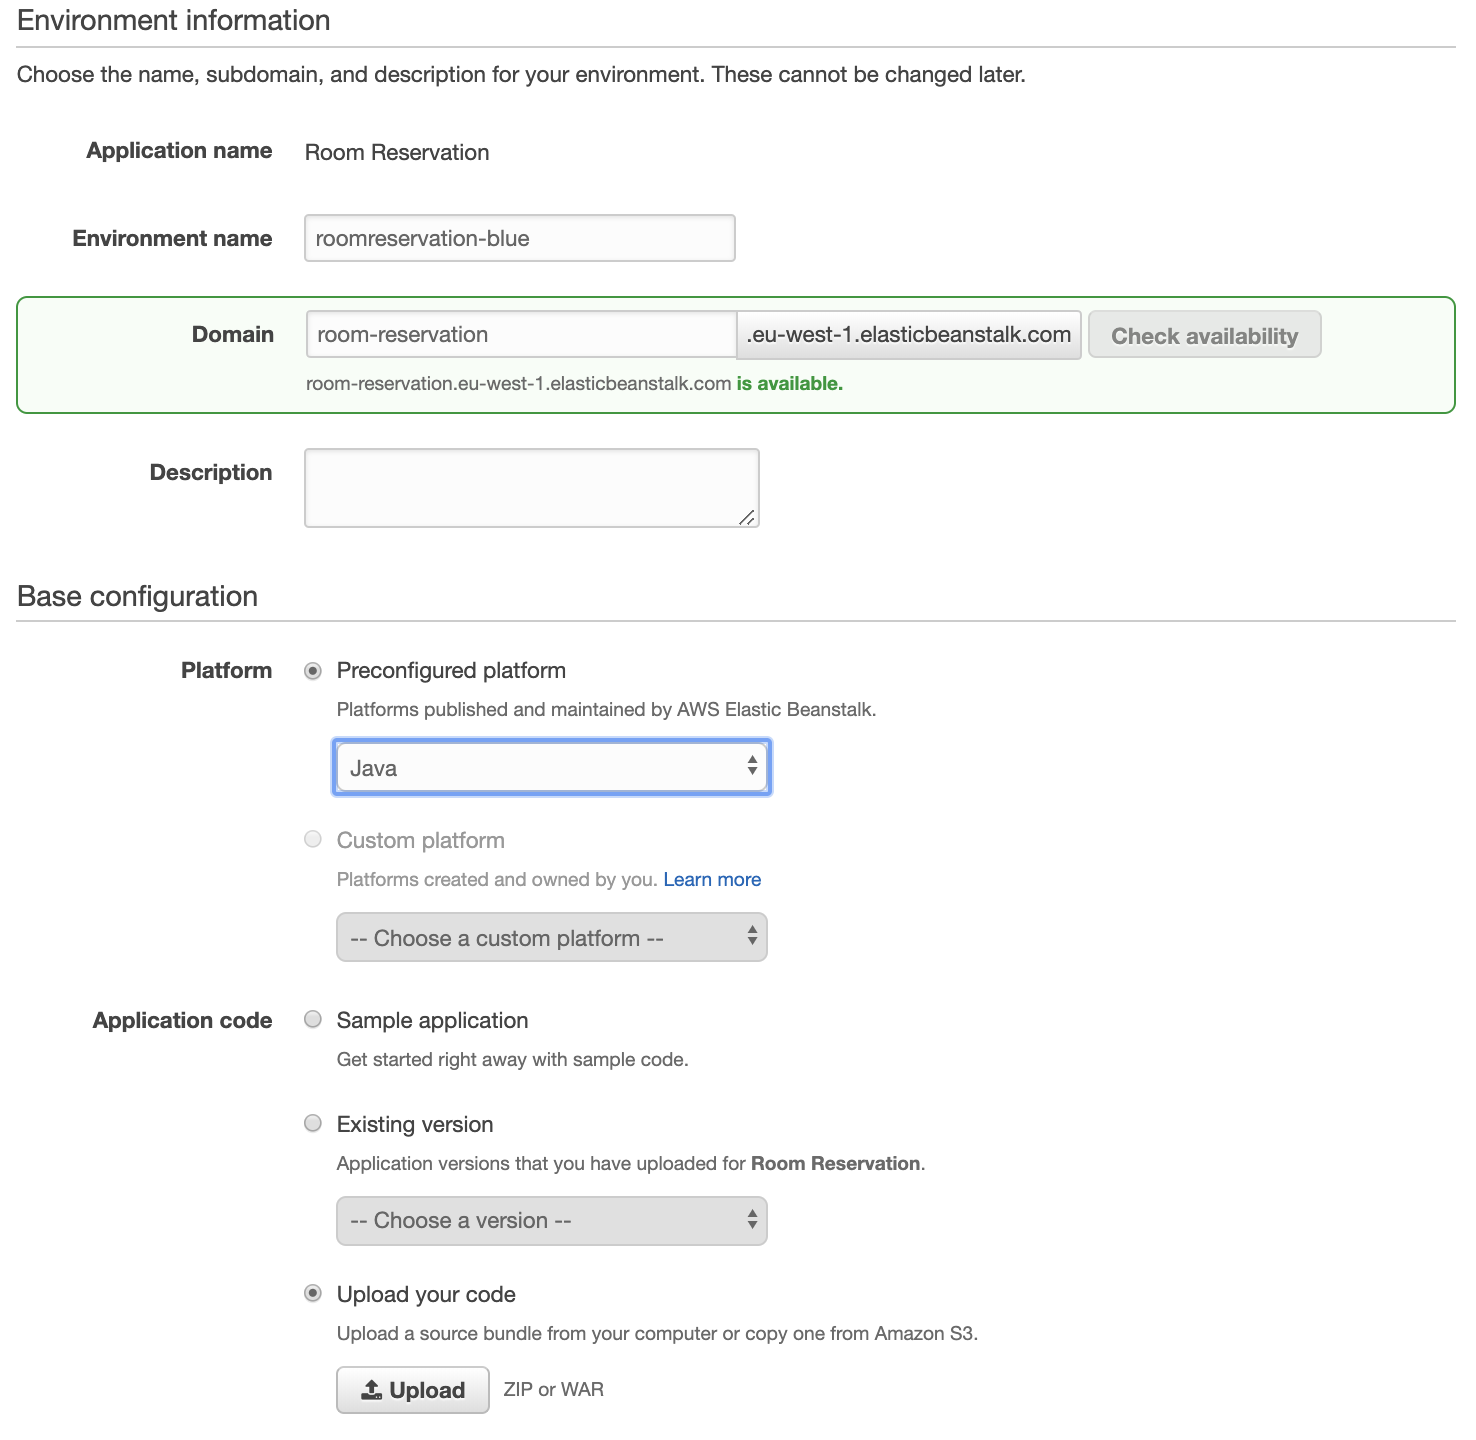 Environment information
Choose the name, subdomain, and description for your environment. These cannot be changed later.
Application name Room Reservation
Environment name roomreservation-blue
Domain room-reservation .eu-west-1.elasticbeanstalk.com Check availability
room-reservation.eu-west-1.elasticbeanstalk.com is available.
Description
Base configuration
Platform Preconfigured platform
Platforms published and maintained by AWS Elastic Beanstalk.
Java
Custom platform
Platforms created and owned by you. Learn more
-- Choose a custom platform --
Application code Sample application
Get started right away with sample code.
Existing version
Application versions that you have uploaded for Room Reservation.
-- Choose a version --
Upload your code
Upload a source bundle from your computer or copy one from Amazon S3.
Upload ZIP or WAR